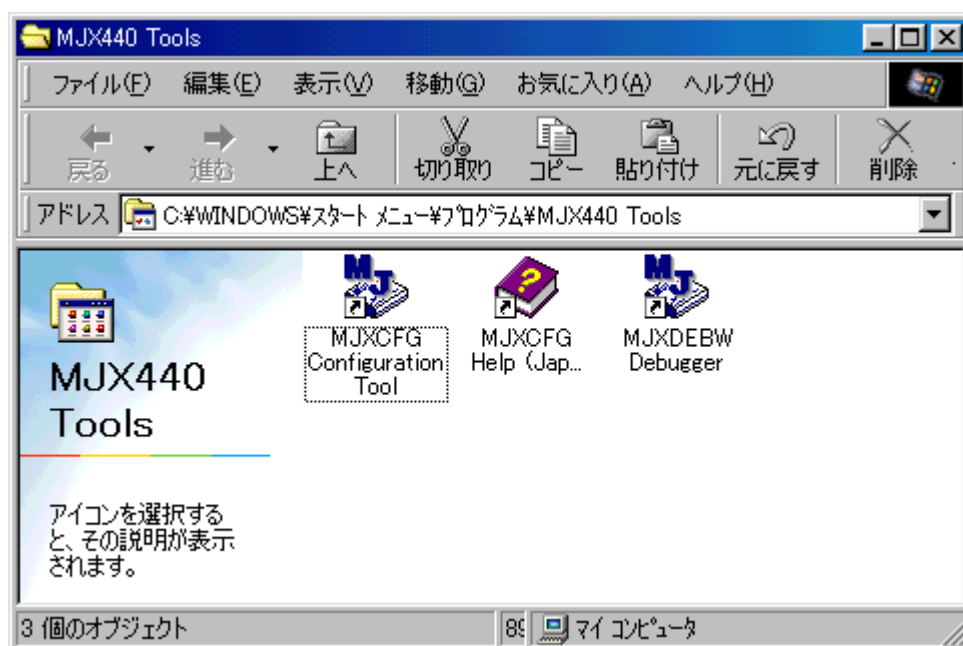 MJX440 Tools
ファイル(F) 編集(E) 表示(V) 移動(G) お気に入り(A) ヘルプ(H)
戻る 進む 上へ 切り取り コピー 貼り付け 元に戻す 削除
アドレス C:¥WINDOWS¥スタート メニュー¥プログラム¥MJX440 Tools
MJXCFG
Configuration
Tool
MJXCFG
Help (Jap...
MJXDEBW
Debugger
MJX440
Tools
アイコンを選択する
と、その説明が表示
されます。
3 個のオブジェクト 89 マイ コンピュータ